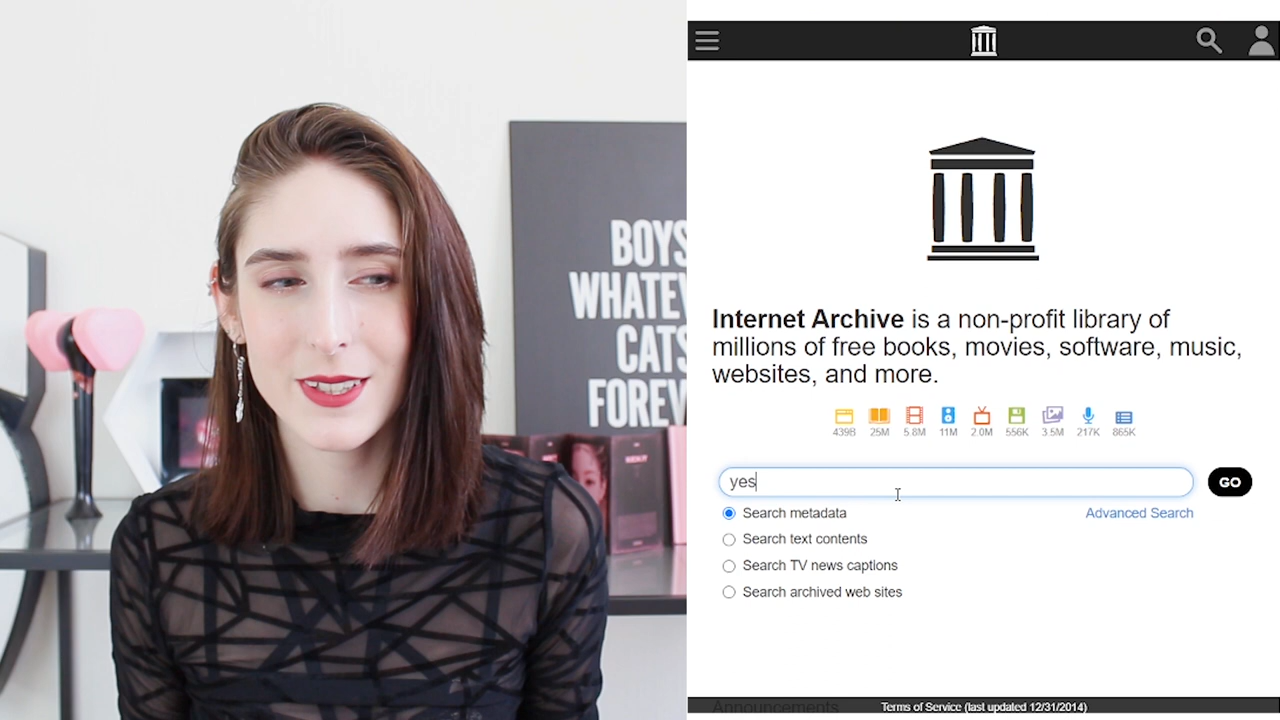 BOYS
WHATEV
CATS
FOREV
Internet Archive is a non-profit library of
millions of free books, movies, software, music,
websites, and more.
439B 25M 5.8M 11M 2.0M 556K 3.5M 217K 865K
yes
GO
Search metadata
Advanced Search
Search text contents
Search TV news captions
Search archived web sites
Announcements
Terms of Service (last updated 12/31/2014)